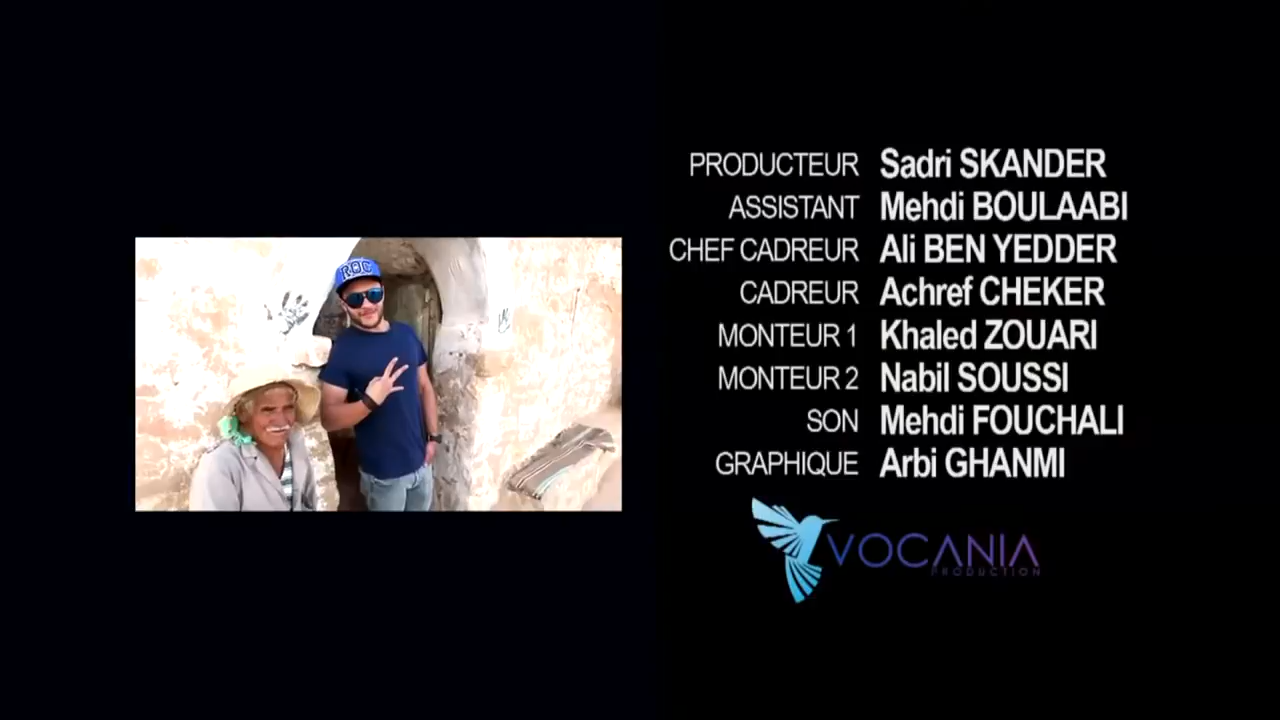 ROC
PRODUCTEUR Sadri SKANDER
ASSISTANT Mehdi BOULAABI
CHEF CADREUR Ali BEN YEDDER
CADREUR Achref CHEKER
MONTEUR 1 Khaled ZOUARI
MONTEUR 2 Nabil SOUSSI
SON Mehdi FOUCHALI
GRAPHIQUE Arbi GHANMI
VOCANIA
PRODUCTION